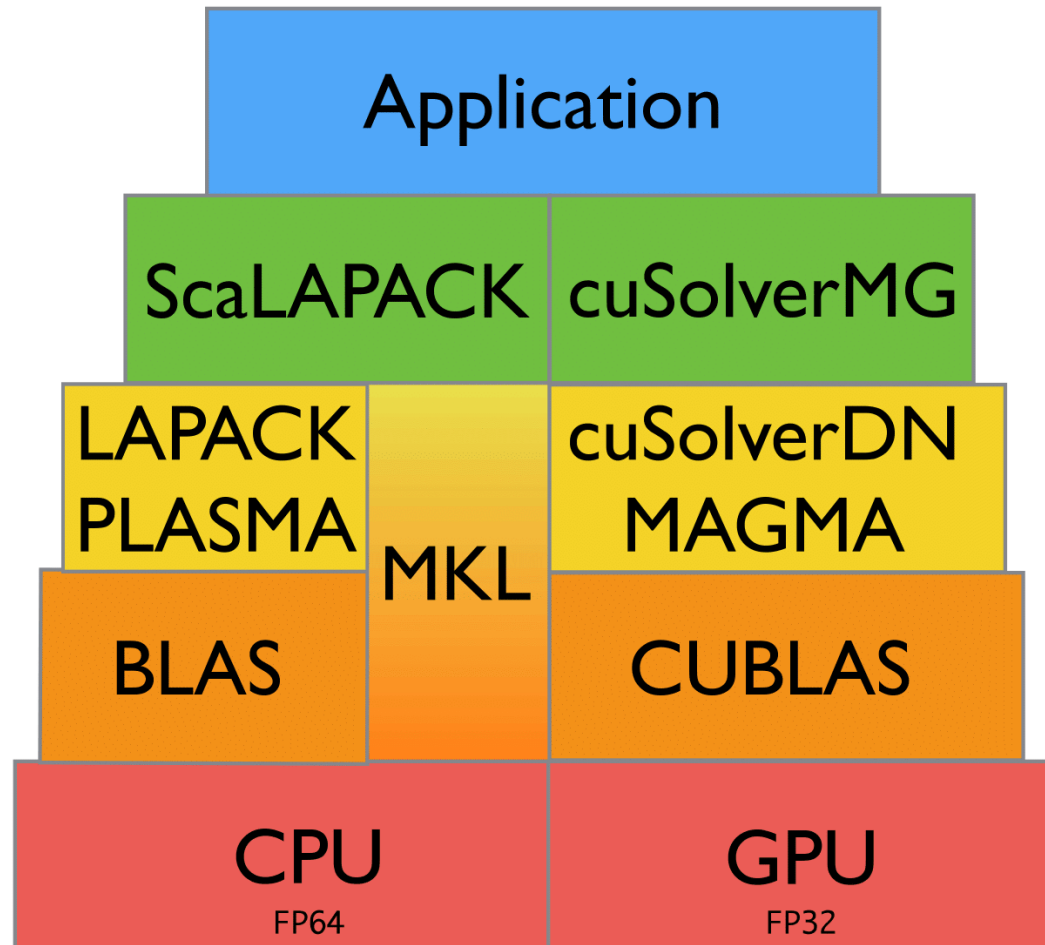 Application
ScaLAPACK
cuSolverMG
LAPACK
PLASMA
MKL
cuSolverDN
MAGMA
BLAS
CUBLAS
CPU
FP64
GPU
FP32